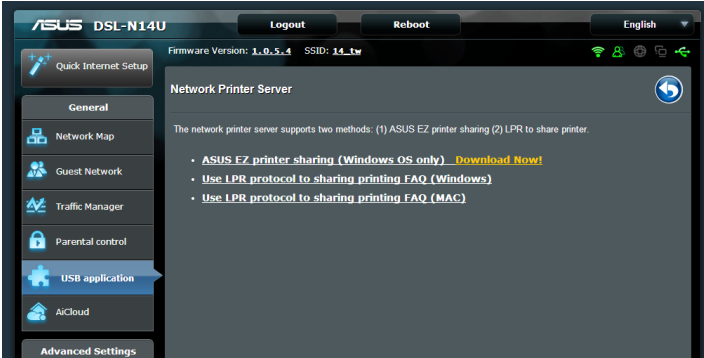 ASUS DSL-N14U Logout Reboot English
Firmware Version: 1.0.5.4 SSID: 14_tw
Quick Internet Setup
General
Network Map
Guest Network
Traffic Manager
Parental control
USB application
AiCloud
Advanced Settings
Network Printer Server
The network printer server supports two methods: (1) ASUS EZ printer sharing (2) LPR to share printer.
• ASUS EZ printer sharing (Windows OS only) Download Now!
• Use LPR protocol to sharing printing FAQ (Windows)
• Use LPR protocol to sharing printing FAQ (MAC)